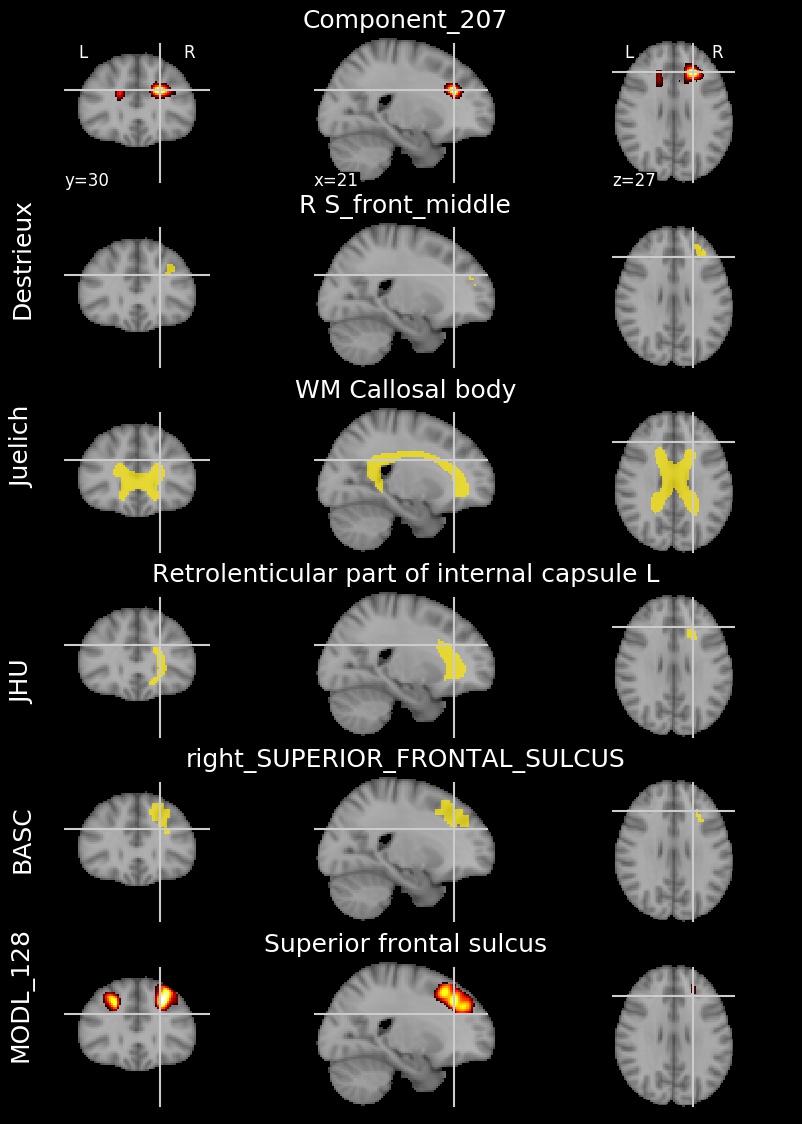 Component_207
L R L R
y=30 x=21 z=27
Destrieux
R S_front_middle
Juelich
WM Callosal body
JHU
Retrolenticular part of internal capsule L
BASC
right_SUPERIOR_FRONTAL_SULCUS
MODL_128
Superior frontal sulcus